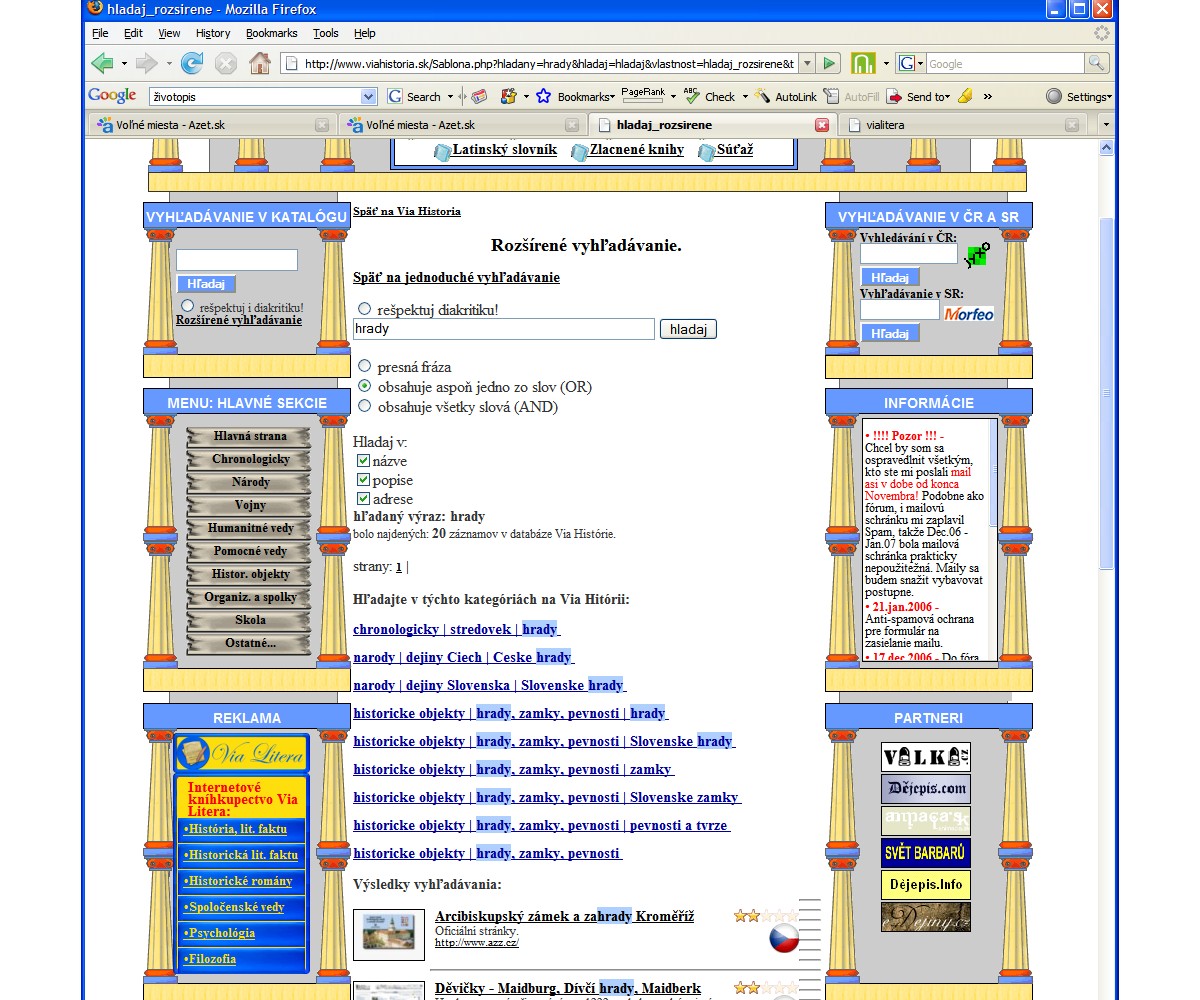 hladaj_rozsirene - Mozilla Firefox
File Edit View History Bookmarks Tools Help
http://www.viahistoria.sk/Sablona.php?hladany=hrady&hladaj=hladaj&vlastnost=hladaj_rozsirene&t
G Google
Google životopis G Search Bookmarks PageRank ABC Check AutoLink AutoFill Send to » Settings
Voľné miesta - Azet.sk Voľné miesta - Azet.sk hladaj_rozsirene vialitera
Latinský slovník Zlacnené knihy Súťaž
VYHĽADÁVANIE V KATALÓGU
Hľadaj
rešpektuj i diakritiku!
Rozšírené vyhľadávanie
MENU: HLAVNÉ SEKCIE
Hlavná strana
Chronologicky
Národy
Vojny
Humanitné vedy
Pomocné vedy
Histor. objekty
Organiz. a spolky
Skola
Ostatné...
REKLAMA
Via Litera
Internetové
kníhkupectvo Via
Litera:
•História, lit. faktu
•Historická lit. faktu
•Historické romány
•Spoločenské vedy
•Psychológia
•Filozofia
Späť na Via Historia
Rozšírené vyhľadávanie.
Späť na jednoduché vyhľadávanie
rešpektuj diakritiku!
hrady hladaj
presná fráza
obsahuje aspoň jedno zo slov (OR)
obsahuje všetky slová (AND)
Hladaj v:
názve
popise
adrese
hľadaný výraz: hrady
bolo najdených: 20 záznamov v databáze Via Histórie.
strany: 1 |
Hľadajte v týchto kategóriách na Via Hitórii:
chronologicky | stredovek | hrady
narody | dejiny Ciech | Ceske hrady
narody | dejiny Slovenska | Slovenske hrady
historicke objekty | hrady, zamky, pevnosti | hrady
historicke objekty | hrady, zamky, pevnosti | Slovenske hrady
historicke objekty | hrady, zamky, pevnosti | zamky
historicke objekty | hrady, zamky, pevnosti | Slovenske zamky
historicke objekty | hrady, zamky, pevnosti | pevnosti a tvrze
historicke objekty | hrady, zamky, pevnosti
Výsledky vyhľadávania:
Arcibiskupský zámek a zahrady Kroměříž
Oficiální stránky.
http://www.azz.cz/
Děvičky - Maidburg, Dívčí hrady, Maidberk
VYHĽADÁVANIE V ČR A SR
Vyhledávání v ČR:
Hľadaj
Vyhľadávanie v SR:
Morfeo
Hľadaj
INFORMÁCIE
• !!!! Pozor !!! -
Chcel by som sa
ospravedlnit všetkým,
kto ste mi poslali mail
asi v dobe od konca
Novembra! Podobne ako
fórum, i mailovú
schránku mi zaplavil
Spam, takže Dec.06 -
Jan.07 bola mailová
schránka prakticky
nepoužitežná. Maily sa
budem snažit vybavovat
postupne.
• 21.jan.2006 -
Anti-spamová ochrana
pre formulár na
zasielanie mailu.
• 17.dec.2006 - Do fóra
PARTNERI
VALKA.CZ
Dějepis.com
SVĚT BARBARŮ
Dějepis.Info
e-Dejiny.cz